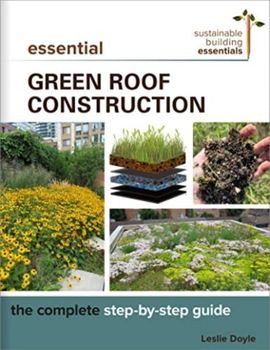 sustainable
building
essentials
essential
GREEN ROOF
CONSTRUCTION
the complete step-by-step guide
Leslie Doyle